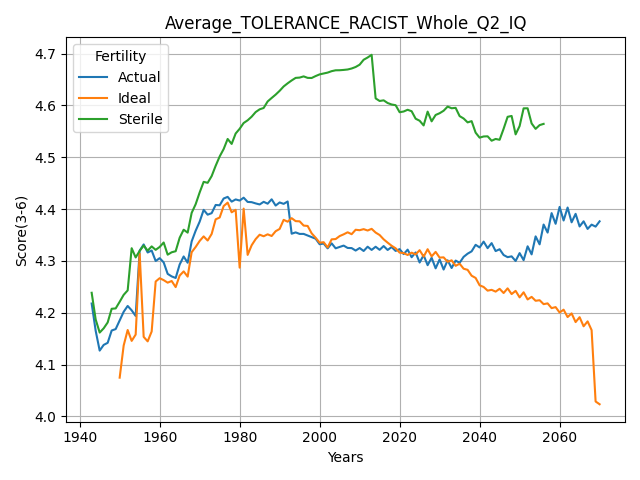 Average_TOLERANCE_RACIST_Whole_Q2_IQ
Fertility
Actual
Ideal
Sterile
Score(3-6)
4.7
4.6
4.5
4.4
4.3
4.2
4.1
4.0
1940 1960 1980 2000 2020 2040 2060
Years